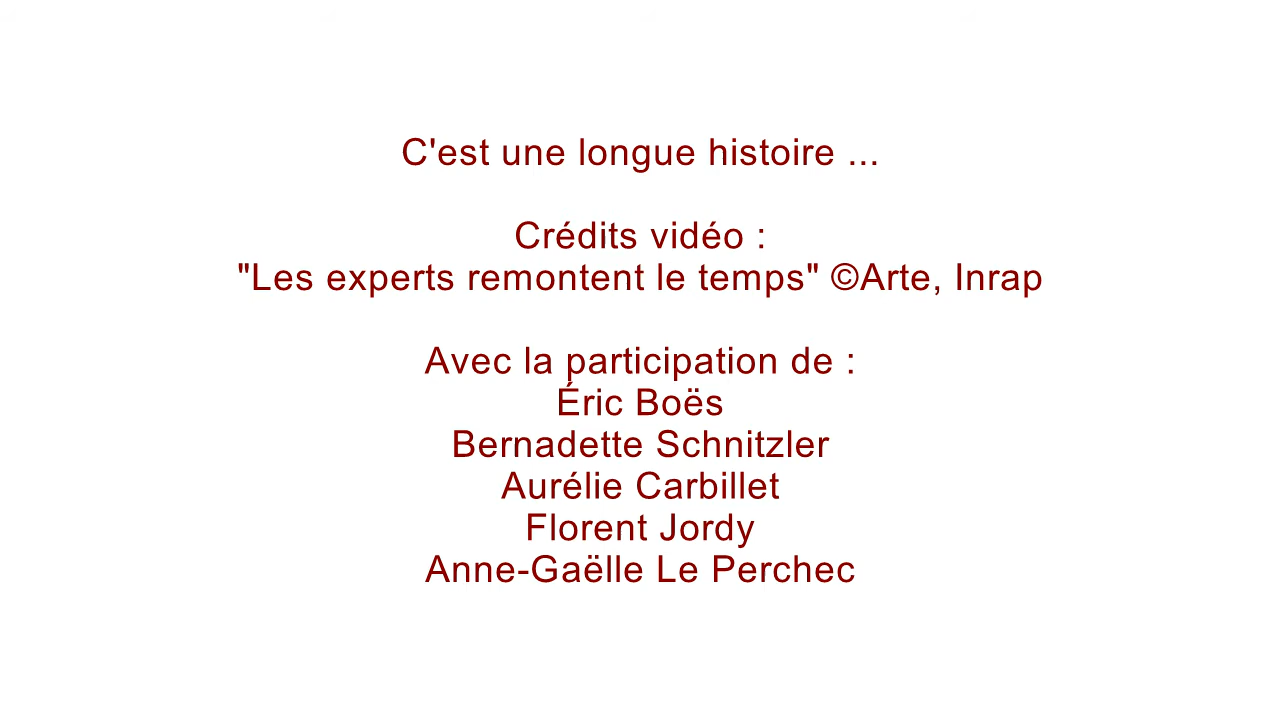 C'est une longue histoire ...
Crédits vidéo :
"Les experts remontent le temps" ©Arte, Inrap
Avec la participation de :
Éric Boës
Bernadette Schnitzler
Aurélie Carbillet
Florent Jordy
Anne-Gaëlle Le Perchec